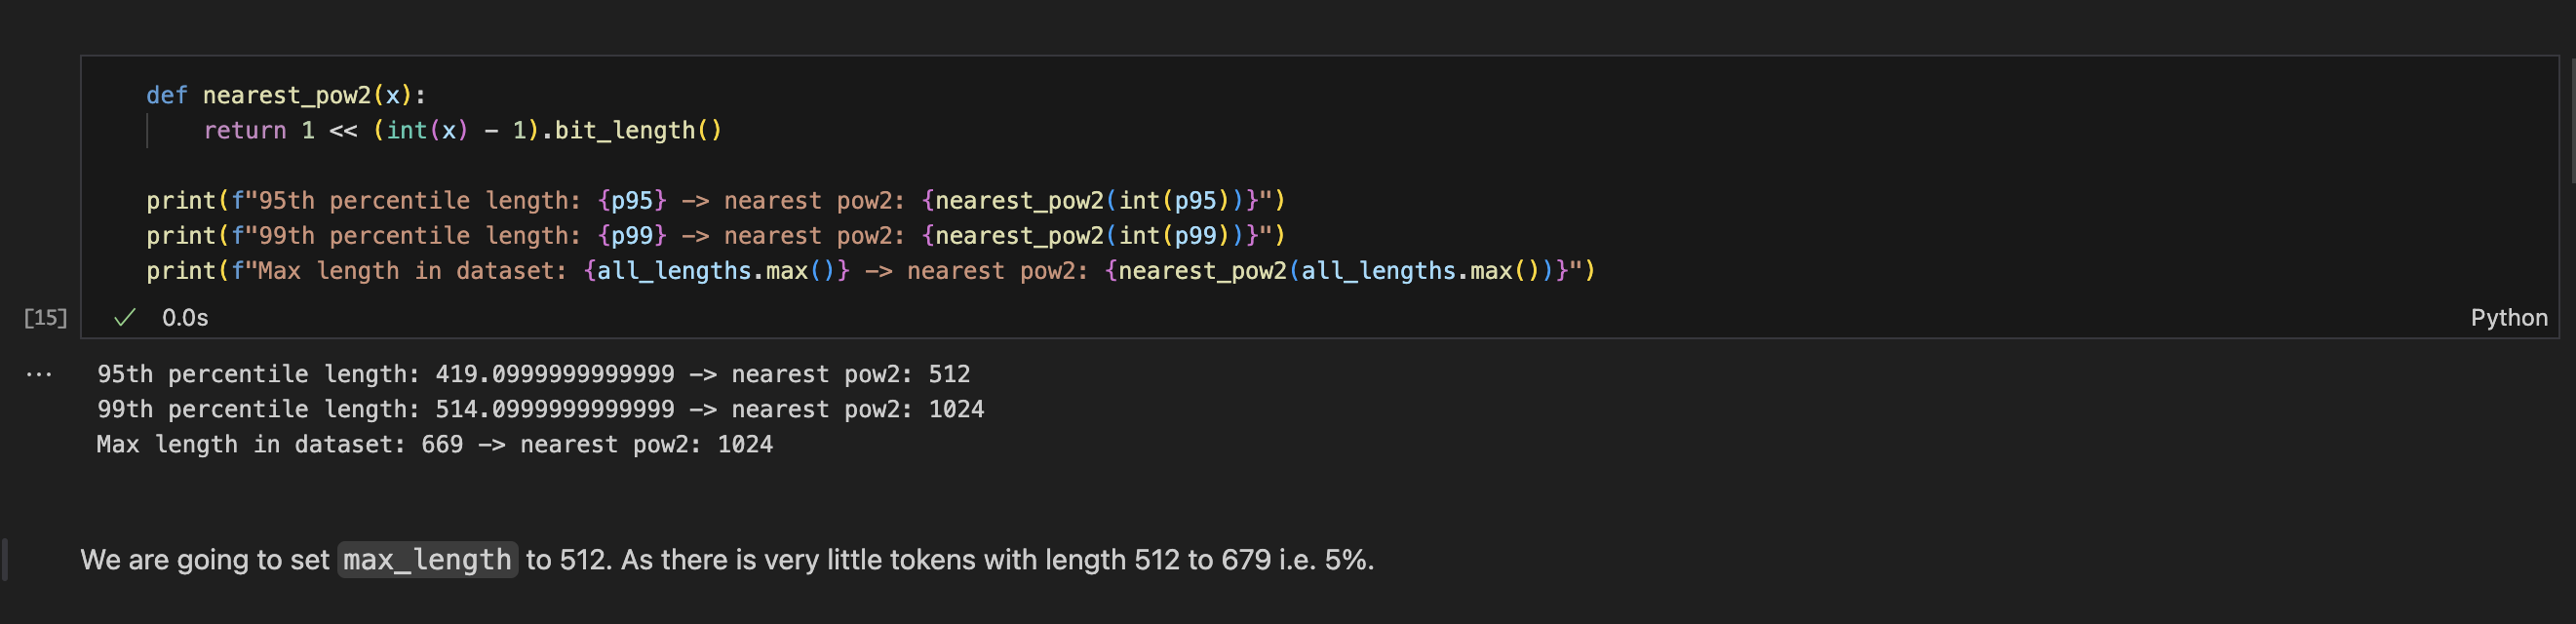 def nearest_pow2(x):
    return 1 << (int(x) - 1).bit_length()

print(f"95th percentile length: {p95} -> nearest pow2: {nearest_pow2(int(p95))}")
print(f"99th percentile length: {p99} -> nearest pow2: {nearest_pow2(int(p99))}")
print(f"Max length in dataset: {all_lengths.max()} -> nearest pow2: {nearest_pow2(all_lengths.max())}")
[15] ✓ 0.0s Python
... 95th percentile length: 419.0999999999999 -> nearest pow2: 512
99th percentile length: 514.0999999999999 -> nearest pow2: 1024
Max length in dataset: 669 -> nearest pow2: 1024
We are going to set max_length to 512. As there is very little tokens with length 512 to 679 i.e. 5%.